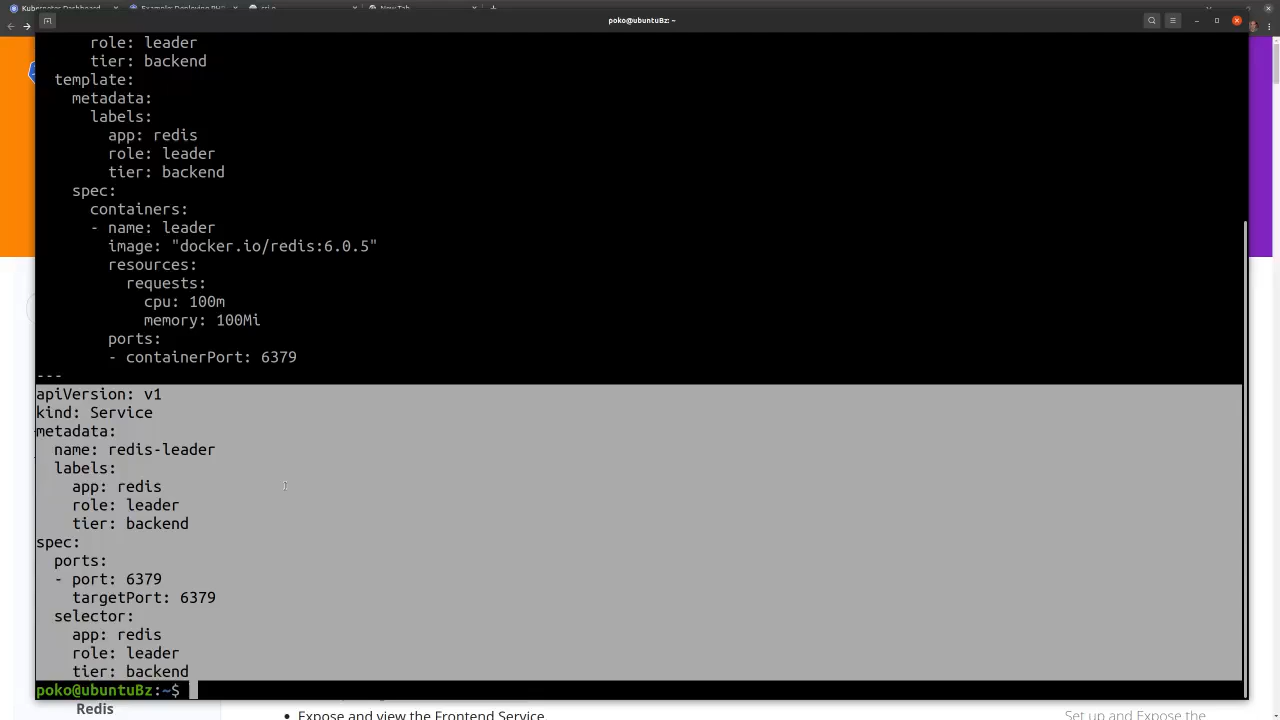 Kubernetes Dashboard
Example: Deploying PH
New Tab
poko@ubuntuBz: ~
role: leader
tier: backend
template:
metadata:
labels:
app: redis
role: leader
tier: backend
spec:
containers:
- name: leader
image: "docker.io/redis:6.0.5"
resources:
requests:
cpu: 100m
memory: 100Mi
ports:
- containerPort: 6379
---
apiVersion: v1
kind: Service
metadata:
name: redis-leader
labels:
app: redis
role: leader
tier: backend
spec:
ports:
- port: 6379
targetPort: 6379
selector:
app: redis
role: leader
tier: backend
poko@ubuntuBz:~$
Redis
• Expose and view the Frontend Service.
Set up and Expose the